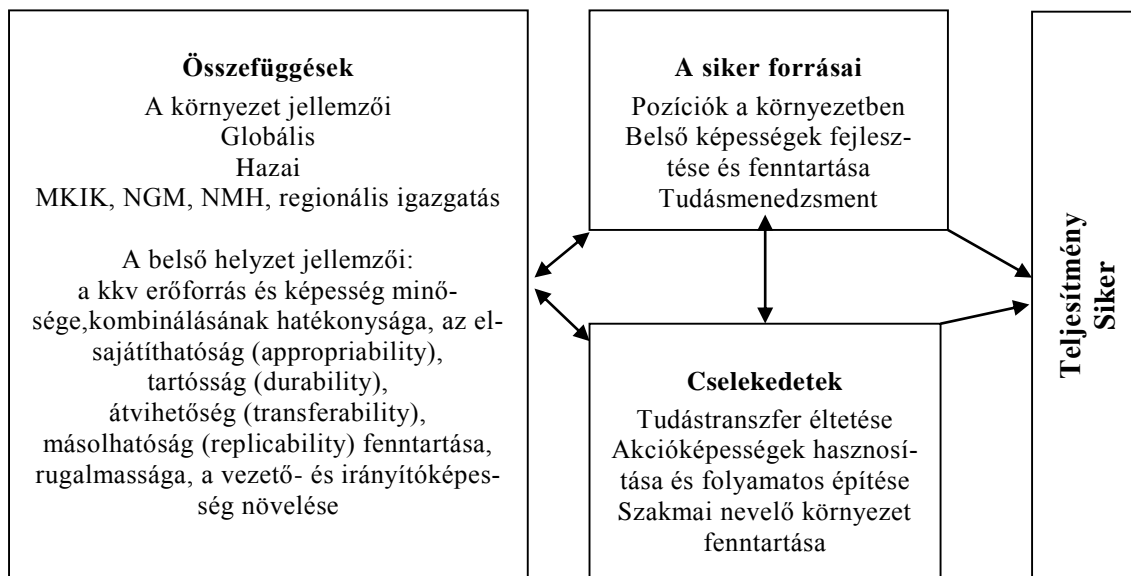 Összefüggések
A környezet jellemzői
Globális
Hazai
MKIK, NGM, NMH, regionális igazgatás
A belső helyzet jellemzői:
a kkv erőforrás és képesség minő-
sége,kombinálásának hatékonysága, az el-
sajátíthatóság (appropriability),
tartósság (durability),
átvihetőség (transferability),
másolhatóság (replicability) fenntartása,
rugalmassága, a vezető- és irányítóképes-
ség növelése
A siker forrásai
Pozíciók a környezetben
Belső képességek fejlesz-
tése és fenntartása
Tudásmenedzsment
Cselekedetek
Tudástranszfer éltetése
Akcióképességek hasznosí-
tása és folyamatos építése
Szakmai nevelő környezet
fenntartása
Teljesítmény
Siker